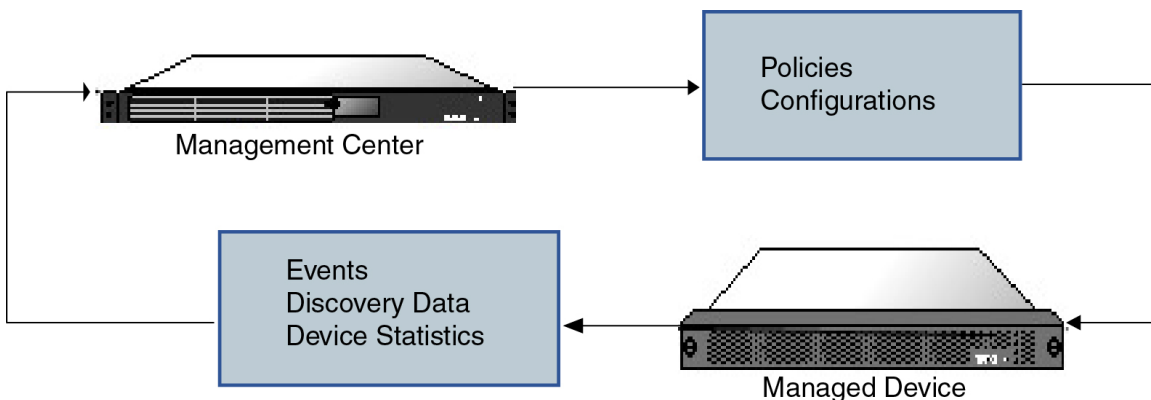 Policies
Configurations
Management Center
Events
Discovery Data
Device Statistics
Managed Device